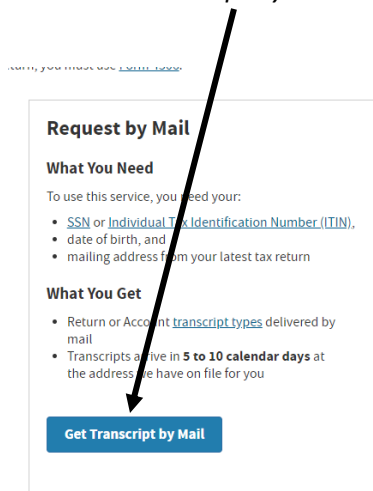 Request by Mail
What You Need
To use this service, you need your:
• SSN or Individual Tax Identification Number (ITIN),
• date of birth, and
• mailing address from your latest tax return
What You Get
• Return or Account transcript types delivered by
mail
• Transcripts arrive in 5 to 10 calendar days at
the address we have on file for you
Get Transcript by Mail